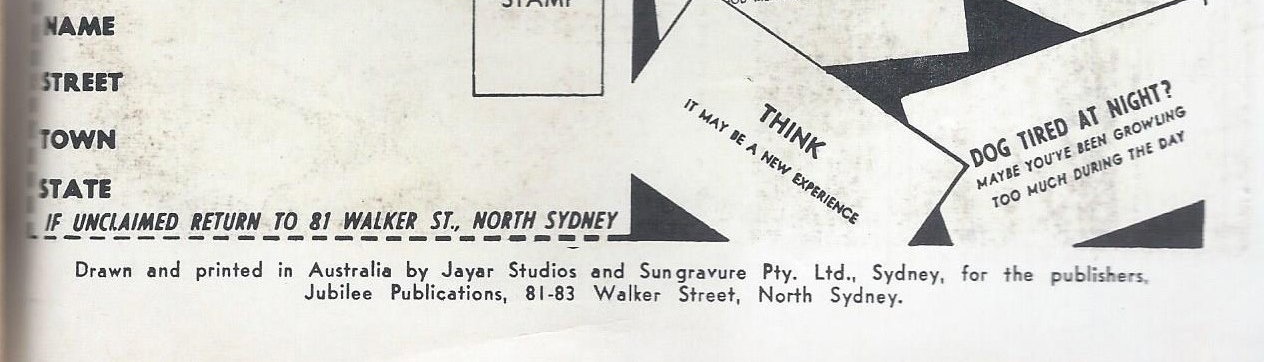 STAMP
NAME
STREET
TOWN
STATE
IF UNCLAIMED RETURN TO 81 WALKER ST., NORTH SYDNEY
THINK
IT MAY BE A NEW EXPERIENCE
DOG TIRED AT NIGHT?
MAYBE YOU'VE BEEN GROWLING
TOO MUCH DURING THE DAY
Drawn and printed in Australia by Jayar Studios and Sungravure Pty. Ltd., Sydney, for the publishers,
Jubilee Publications, 81-83 Walker Street, North Sydney.